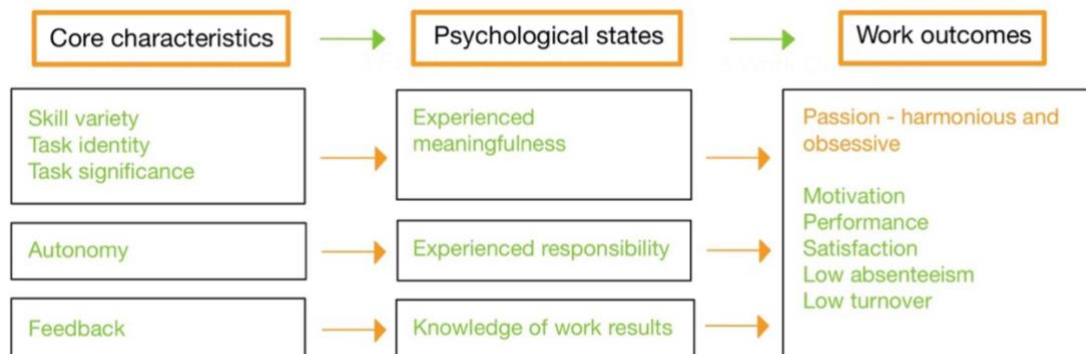 Core characteristics
Psychological states
Work outcomes
Skill variety
Task identity
Task significance
Experienced
meaningfulness
Passion - harmonious and
obsessive
Motivation
Performance
Satisfaction
Low absenteeism
Low turnover
Autonomy
Experienced responsibility
Feedback
Knowledge of work results